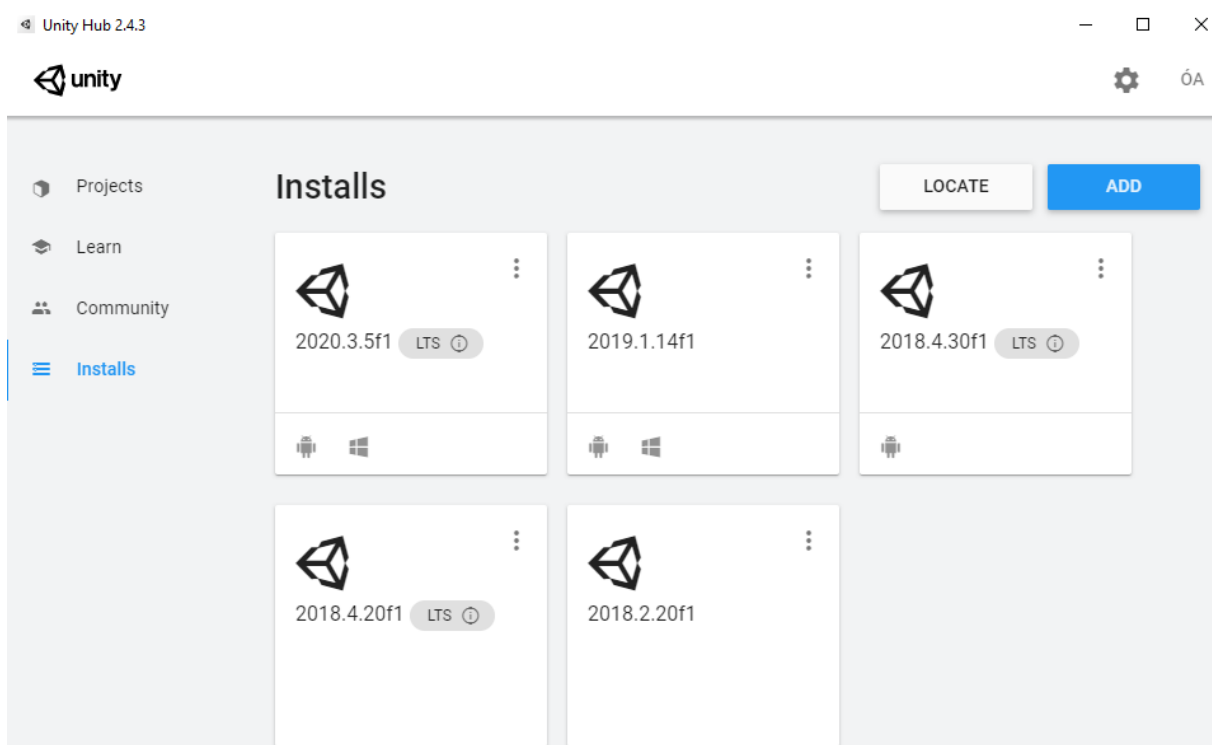 Unity Hub 2.4.3
unity
ÓA
Projects
Learn
Community
Installs
Installs
LOCATE
ADD
2020.3.5f1 LTS
2019.1.14f1
2018.4.30f1 LTS
2018.4.20f1 LTS
2018.2.20f1